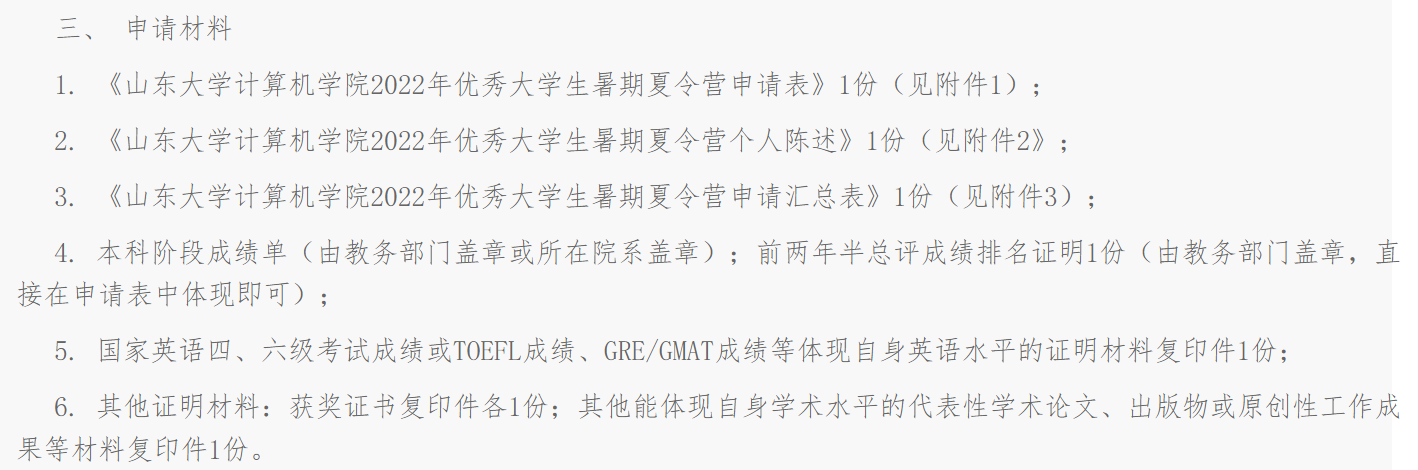 三、 申请材料
1. 《山东大学计算机学院2022年优秀大学生暑期夏令营申请表》1份（见附件1）；
2. 《山东大学计算机学院2022年优秀大学生暑期夏令营个人陈述》1份（见附件2》；
3. 《山东大学计算机学院2022年优秀大学生暑期夏令营申请汇总表》1份（见附件3）；
4. 本科阶段成绩单（由教务部门盖章或所在院系盖章）；前两年半总评成绩排名证明1份（由教务部门盖章，直
接在申请表中体现即可）；
5. 国家英语四、六级考试成绩或TOEFL成绩、GRE/GMAT成绩等体现自身英语水平的证明材料复印件1份；
6. 其他证明材料：获奖证书复印件各1份；其他能体现自身学术水平的代表性学术论文、出版物或原创性工作成
果等材料复印件1份。